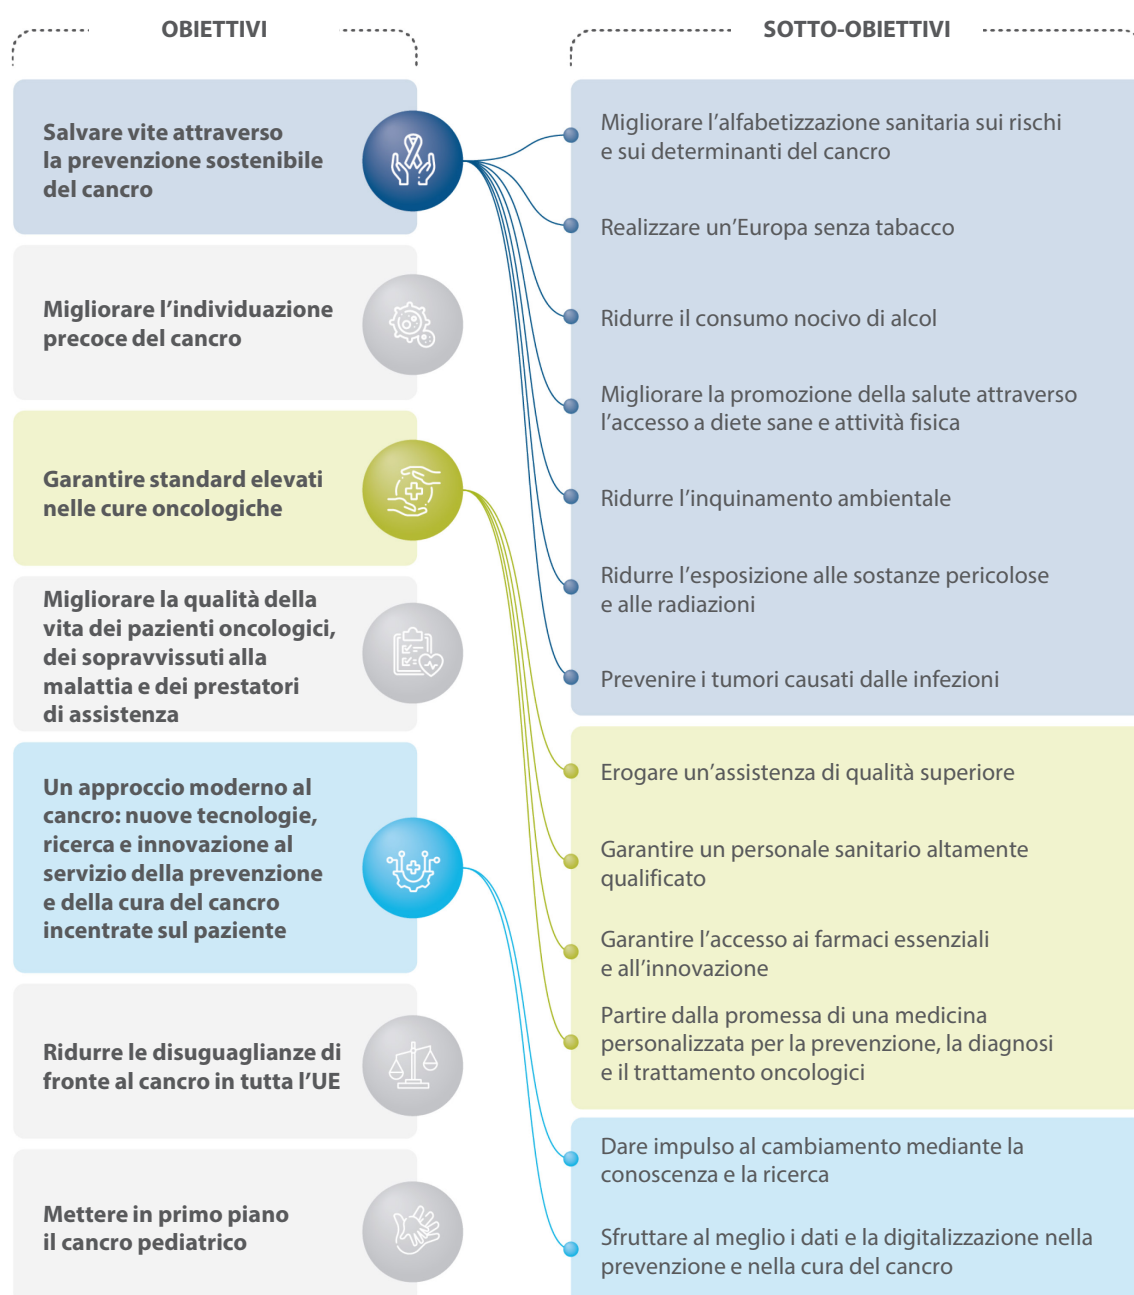 OBIETTIVI
Salvare vite attraverso
la prevenzione sostenibile
del cancro
Migliorare l'individuazione
precoce del cancro
Garantire standard elevati
nelle cure oncologiche
Migliorare la qualità della
vita dei pazienti oncologici,
dei sopravvissuti alla
malattia e dei prestatori
di assistenza
Un approccio moderno al
cancro: nuove tecnologie,
ricerca e innovazione al
servizio della prevenzione
e della cura del cancro
incentrate sul paziente
Ridurre le disuguaglianze di
fronte al cancro in tutta l'UE
Mettere in primo piano
il cancro pediatrico
SOTTO-OBIETTIVI
Migliorare l'alfabetizzazione sanitaria sui rischi
e sui determinanti del cancro
Realizzare un'Europa senza tabacco
Ridurre il consumo nocivo di alcol
Migliorare la promozione della salute attraverso
l'accesso a diete sane e attività fisica
Ridurre l'inquinamento ambientale
Ridurre l'esposizione alle sostanze pericolose
e alle radiazioni
Prevenire i tumori causati dalle infezioni
Erogare un'assistenza di qualità superiore
Garantire un personale sanitario altamente
qualificato
Garantire l'accesso ai farmaci essenziali
e all'innovazione
Partire dalla promessa di una medicina
personalizzata per la prevenzione, la diagnosi
e il trattamento oncologici
Dare impulso al cambiamento mediante la
conoscenza e la ricerca
Sfruttare al meglio i dati e la digitalizzazione nella
prevenzione e nella cura del cancro